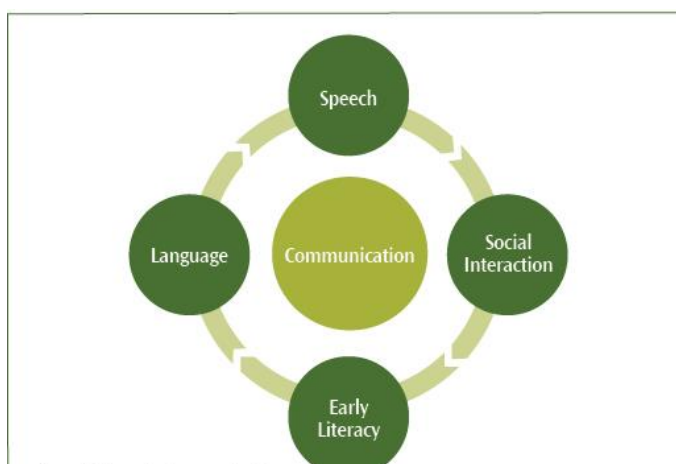 Speech
Language
Communication
Social
Interaction
Early
Literacy